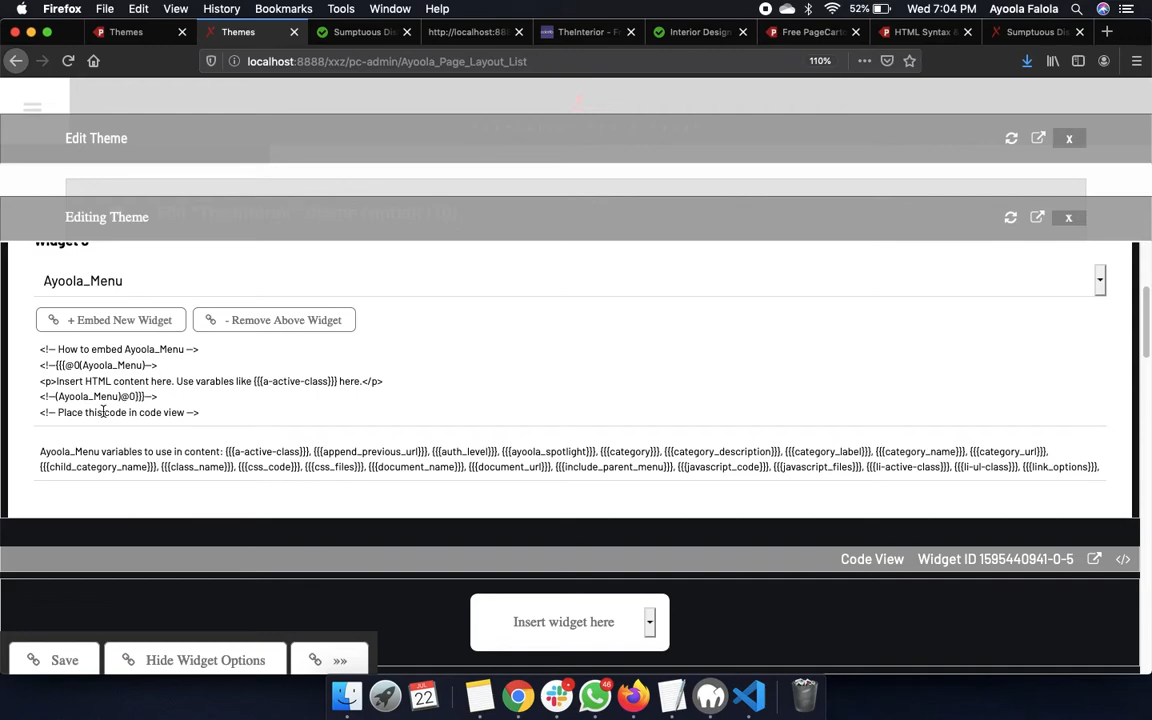 Firefox File Edit View History Bookmarks Tools Window Help 52% Wed 7:04 PM Ayoola Falola
Themes Themes Sumptuous Di http://localhost:88 TheInterior - F Interior Design Free PageCart HTML Syntax & Sumptuous Di
localhost:8888/xxz/pc-admin/Ayoola_Page_Layout_List 110%
Edit Theme x
Editing Theme x
Ayoola_Menu
+ Embed New Widget - Remove Above Widget
<!-- How to embed Ayoola_Menu -->
<!--{{{@0(Ayoola_Menu)-->
<p>Insert HTML content here. Use varables like {{{a-active-class}}} here.</p>
<!--(Ayoola_Menu)@0}}}-->
<!-- Place this code in code view -->
Ayoola_Menu variables to use in content: {{{a-active-class}}}, {{{append_previous_url}}}, {{{auth_level}}}, {{{ayoola_spotlight}}}, {{{category}}}, {{{category_description}}}, {{{category_label}}}, {{{category_name}}}, {{{category_url}}},
{{{child_category_name}}}, {{{class_name}}}, {{{css_code}}}, {{{css_files}}}, {{{document_name}}}, {{{document_url}}}, {{{include_parent_menu}}}, {{{javascript_code}}}, {{{javascript_files}}}, {{{li-active-class}}}, {{{li-ul-class}}}, {{{link_options}}},
Code View Widget ID 1595440941-0-5 </>
Insert widget here
Save Hide Widget Options »»
JUL
22
46